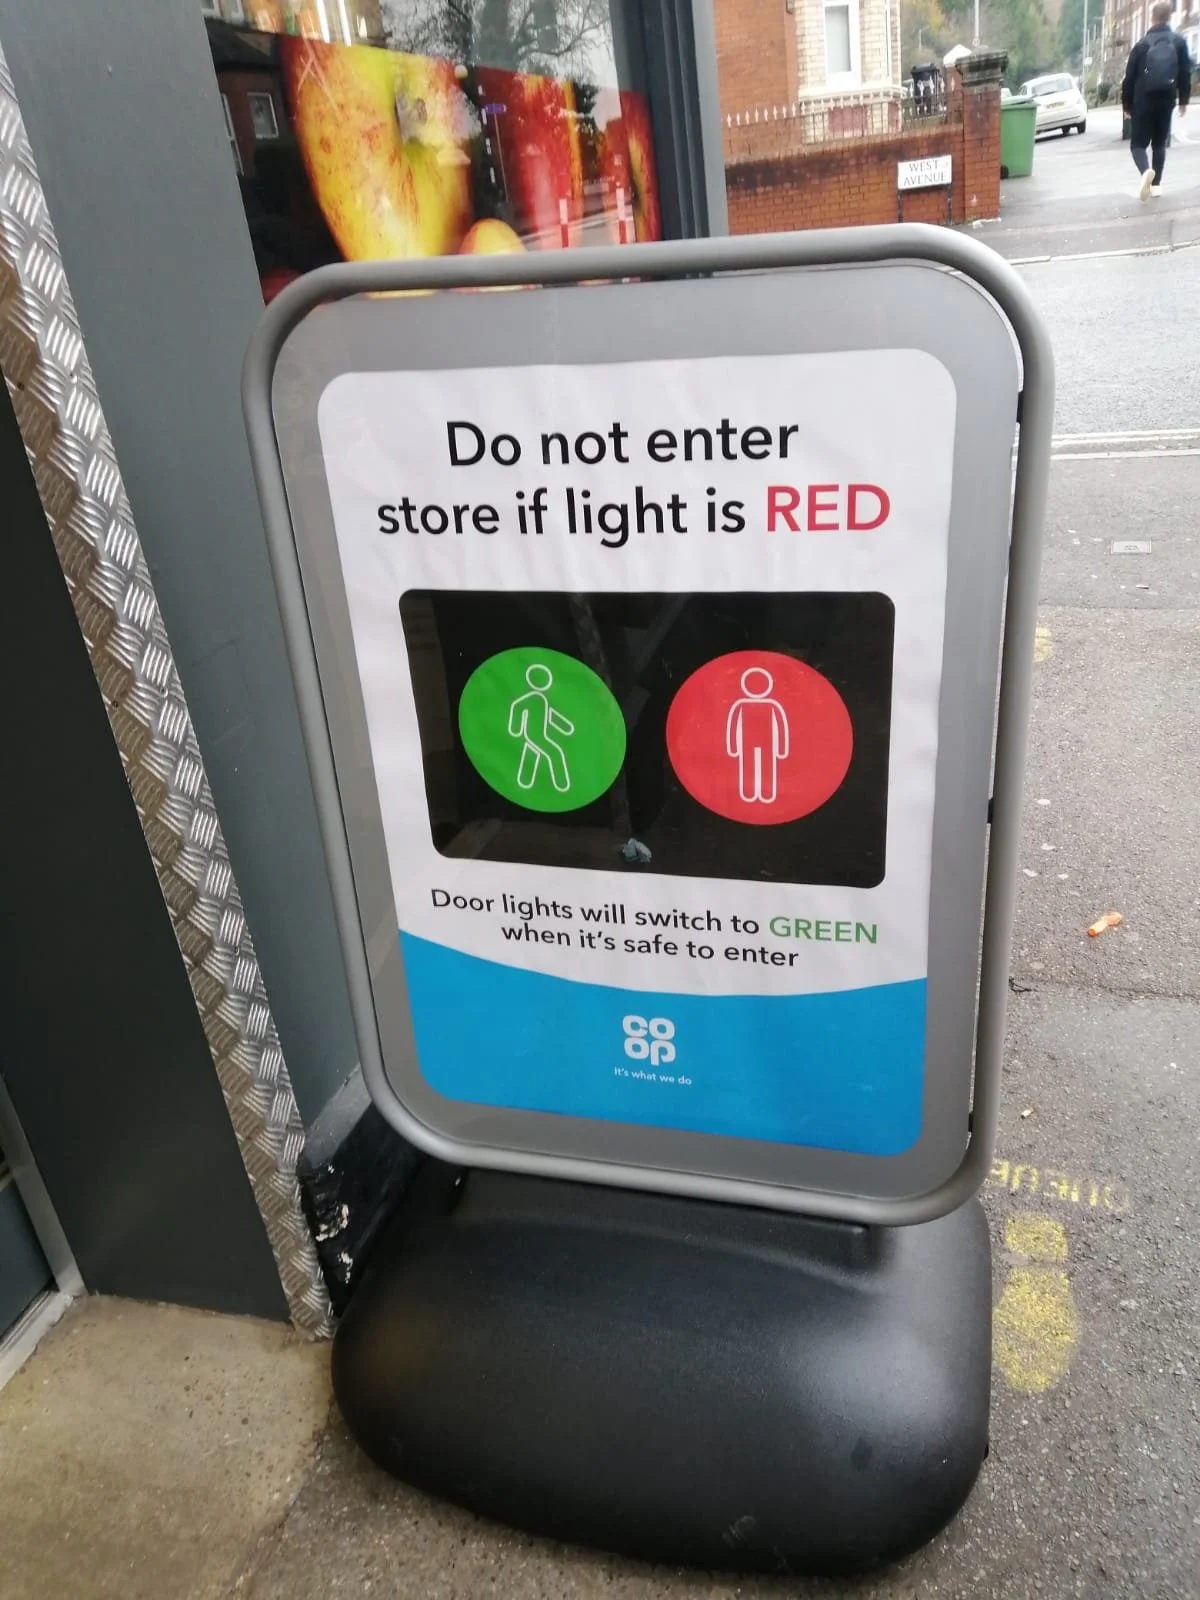 WEST
AVENUE
Do not enter
store if light is RED
Door lights will switch to GREEN
when it's safe to enter
CO
OP
It's what we do
QUEUE